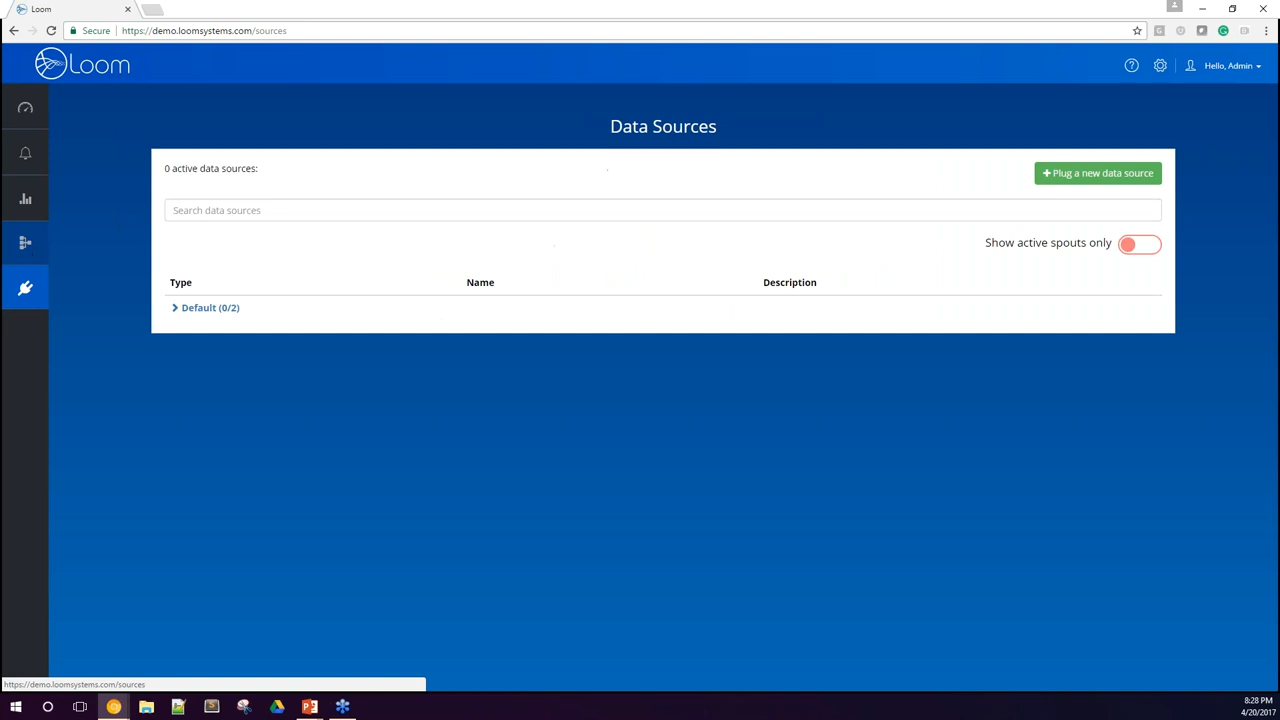 Loom
Secure
https://demo.loomsystems.com/sources
Loom
Hello, Admin
Data Sources
0 active data sources:
Plug a new data source
Search data sources
Show active spouts only
Type Name Description
Default (0/2)
https://demo.loomsystems.com/sources
8:28 PM
4/20/2017